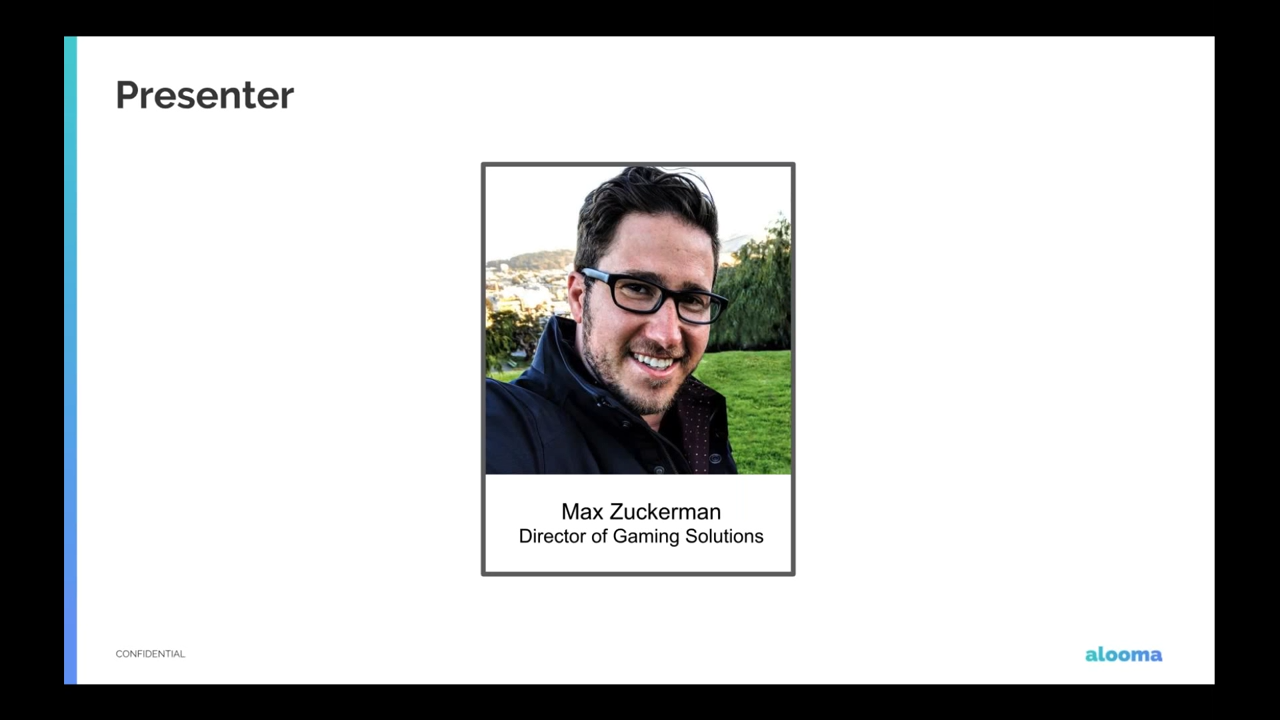 Presenter
Max Zuckerman
Director of Gaming Solutions
CONFIDENTIAL
alooma